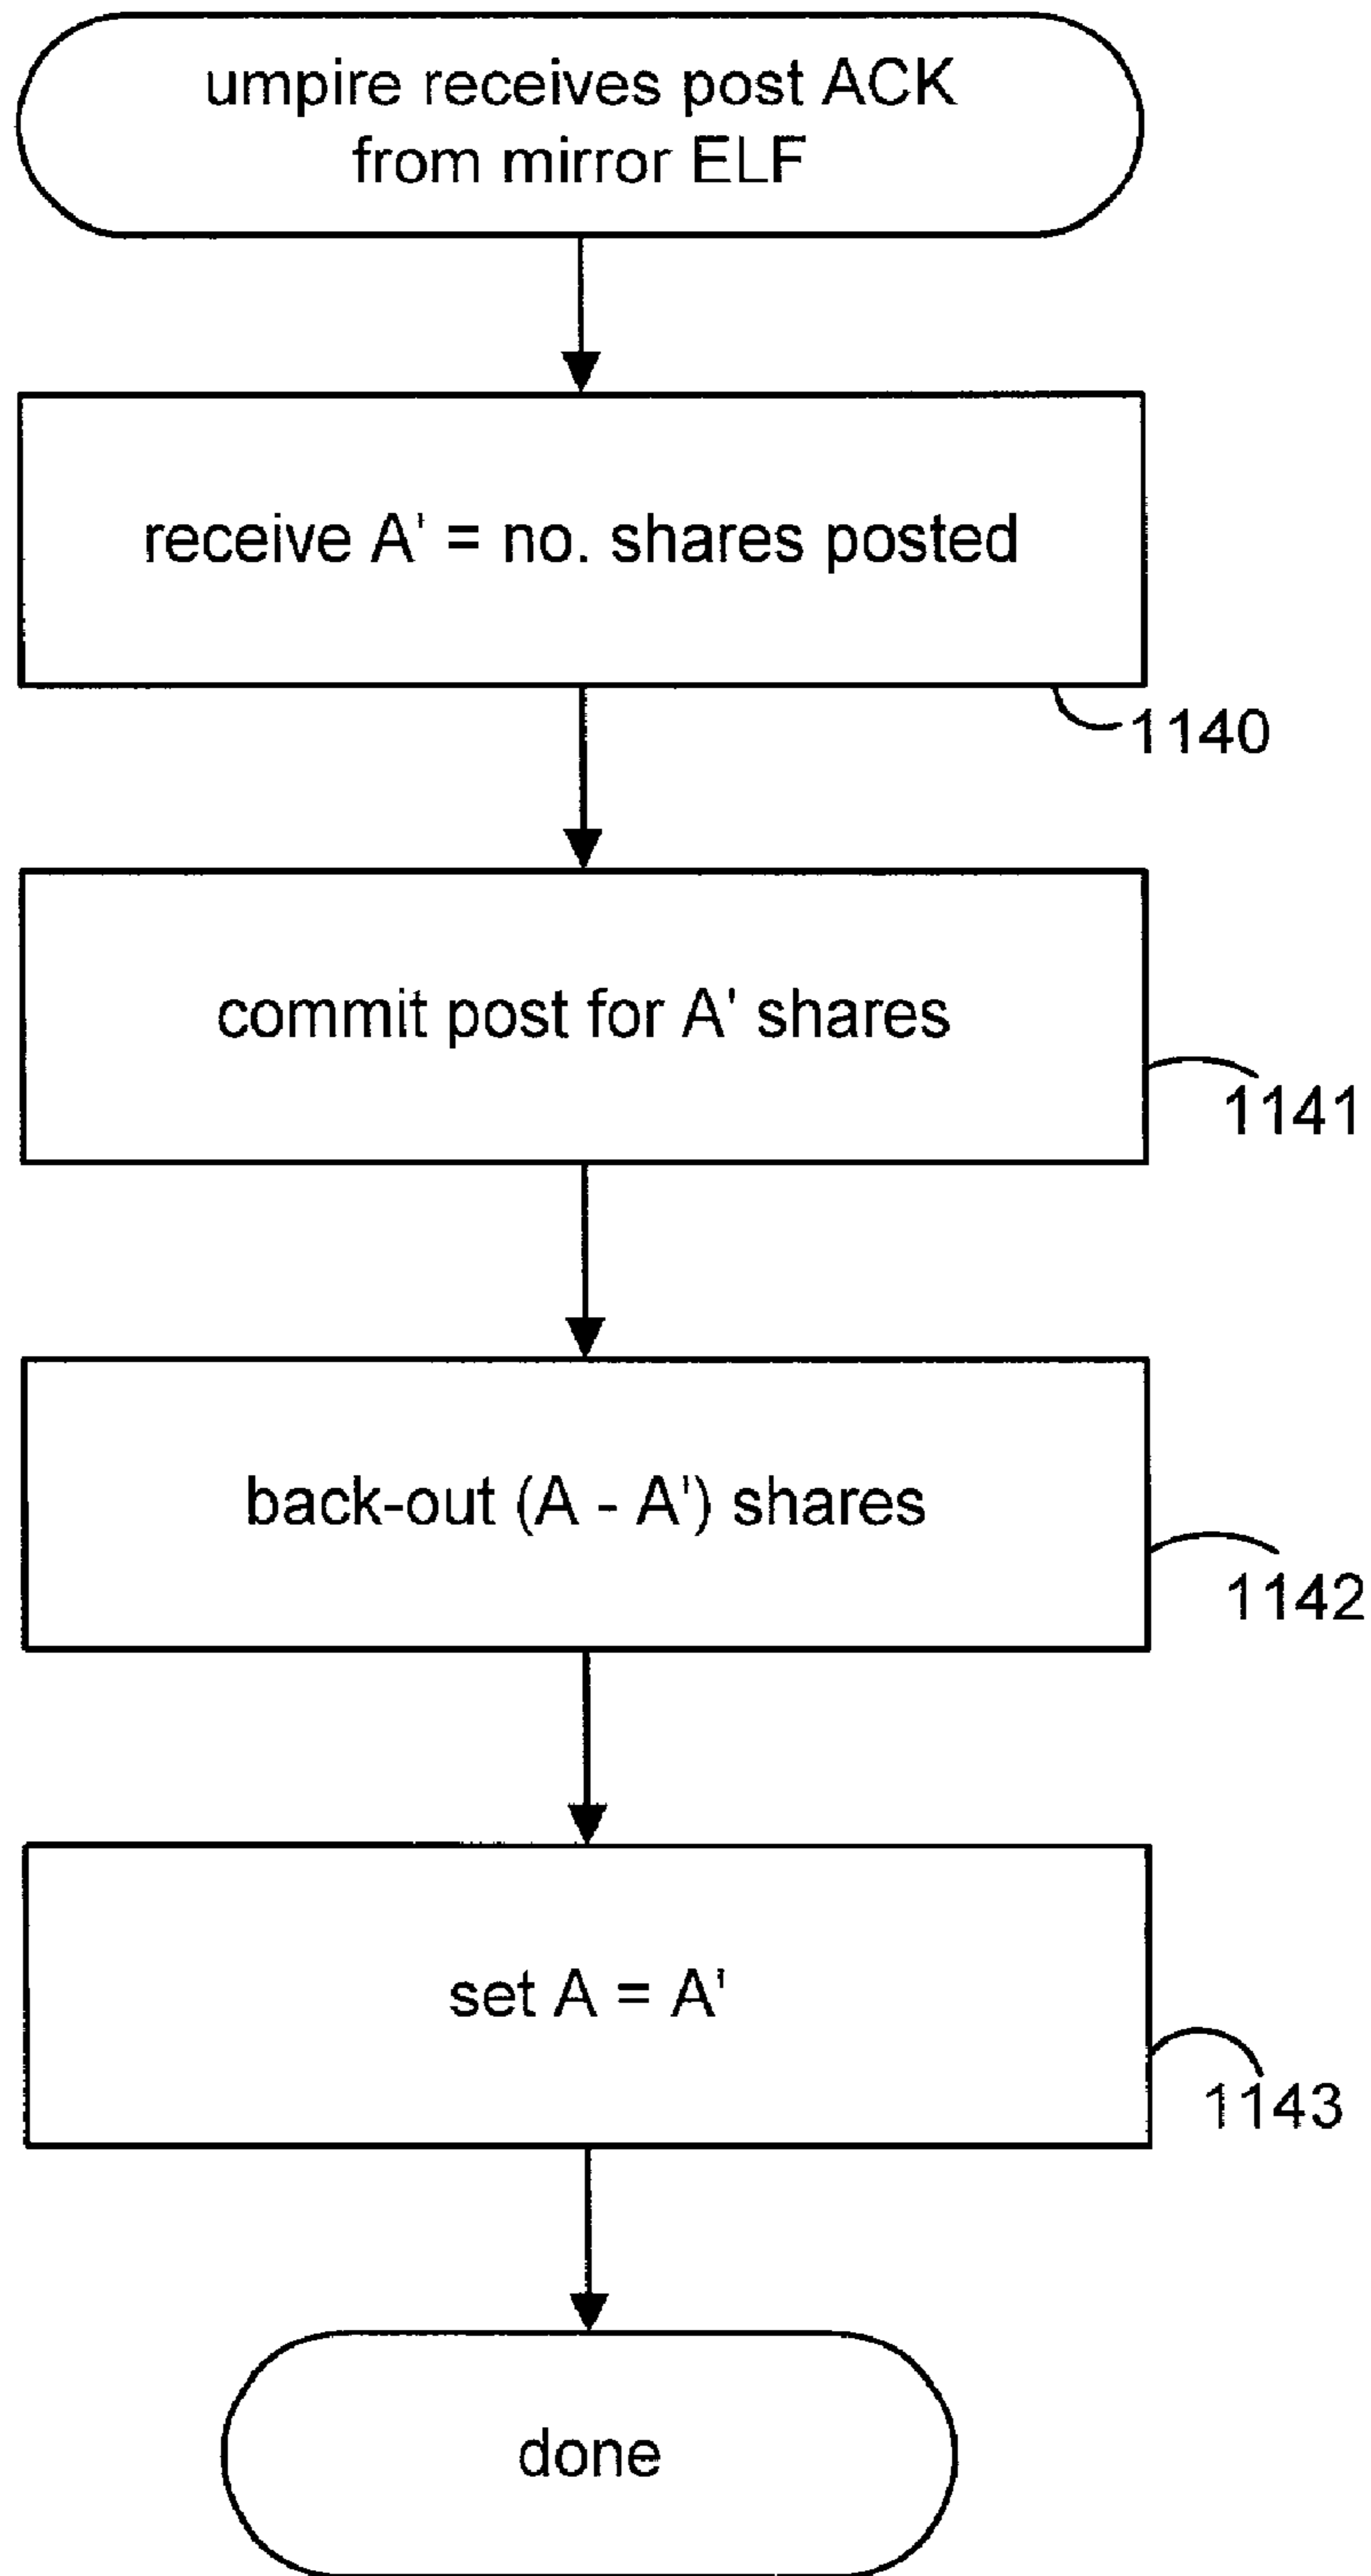 umpire receives post ACK
from mirror ELF
receive A' = no. shares posted
1140
commit post for A' shares
1141
back-out (A - A') shares
1142
set A = A'
1143
done